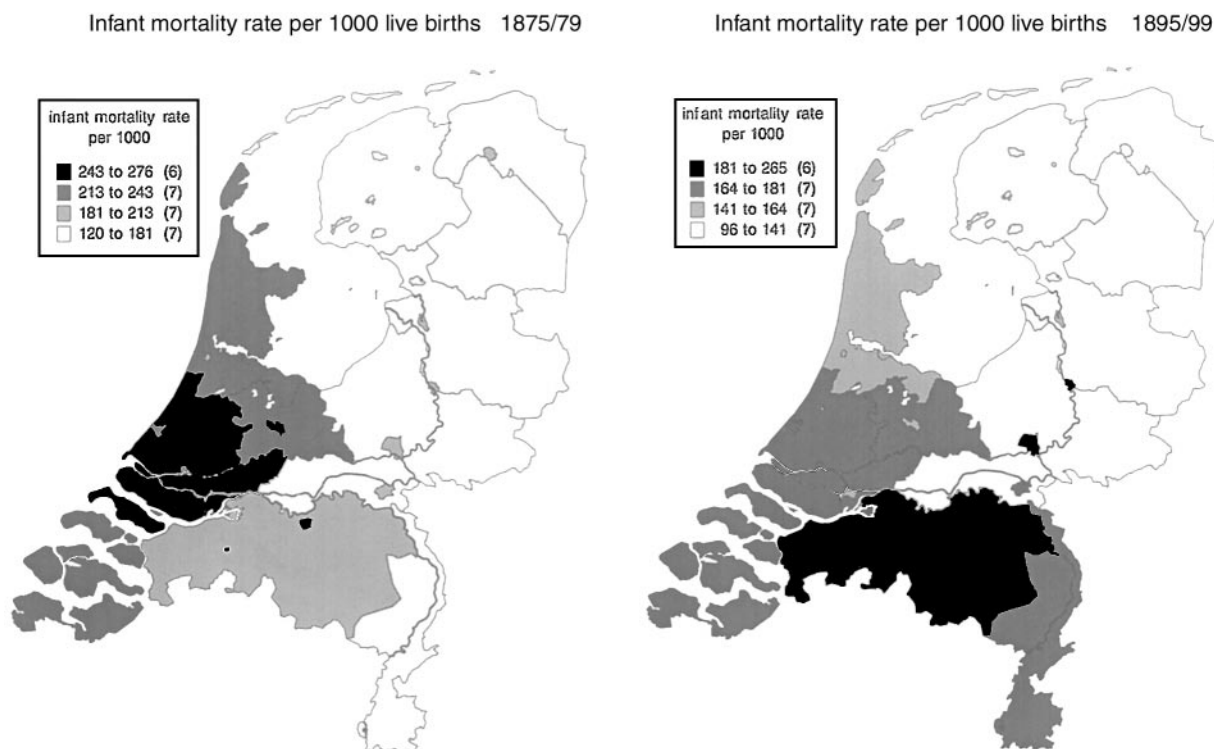 Infant mortality rate per 1000 live births 1875/79
infant mortality rate
per 1000
243 to 276 (6)
213 to 243 (7)
181 to 213 (7)
120 to 181 (7)
Infant mortality rate per 1000 live births 1895/99
infant mortality rate
per 1000
181 to 265 (6)
164 to 181 (7)
141 to 164 (7)
96 to 141 (7)